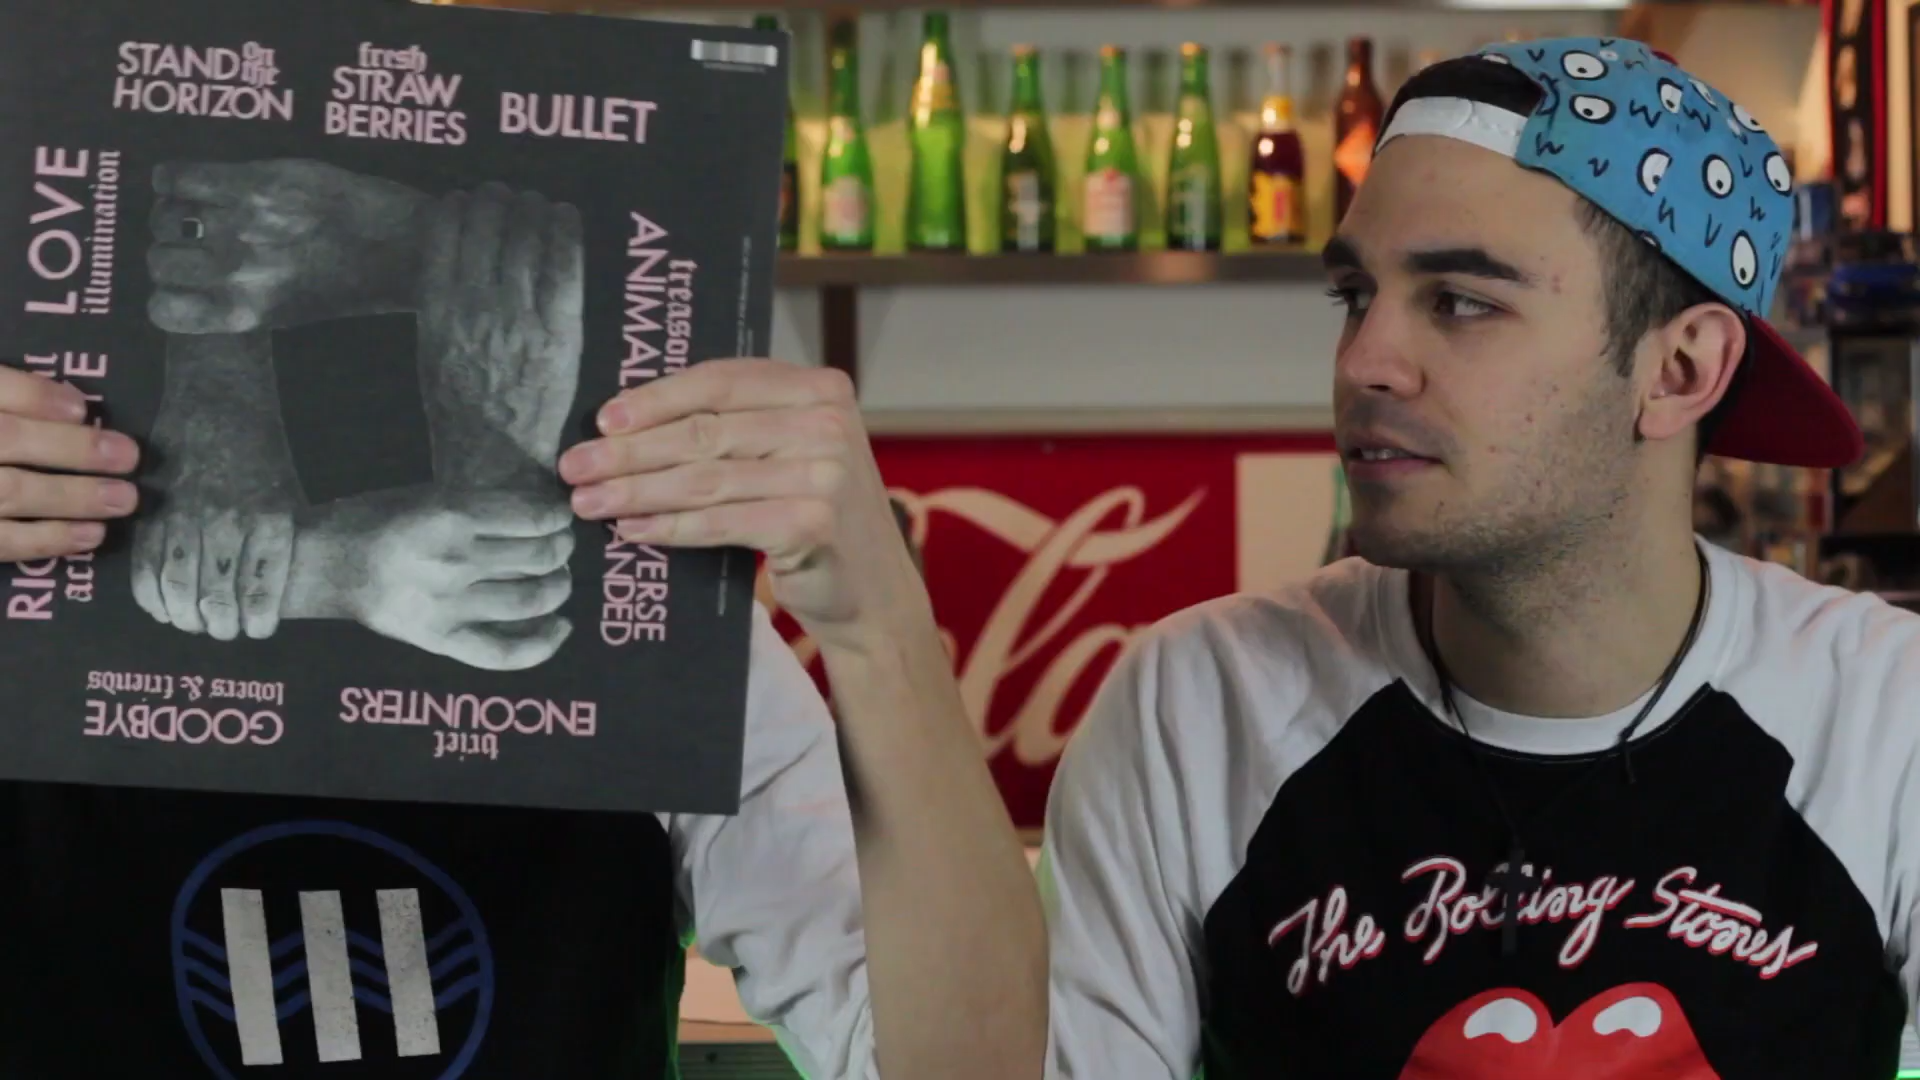 STAND on the
HORIZON
fresh
STRAW
BERRIES
BULLET
LOVE
illumination
treason
ANIMAL
VERSE
ANDED
brief
ENCOUNTERS
GOODBYE
lovers & friends
Cola
The Rolling Stones